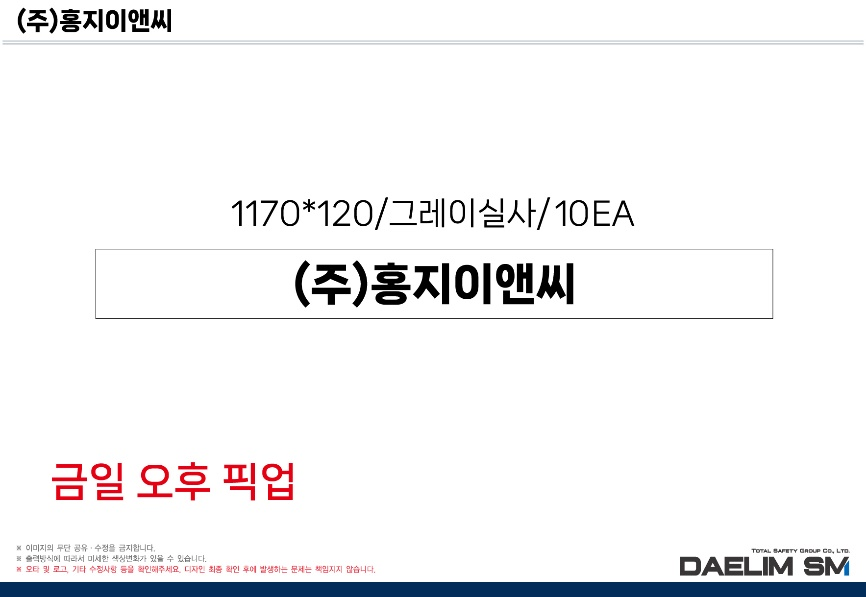 (주)홍지이앤씨
1170*120/그레이실사/10EA
(주)홍지이앤씨
금일 오후 픽업
※ 이미지의 무단 공유 · 수정을 금지합니다.
※ 출력방식에 따라서 미세한 색상변화가 있을 수 있습니다.
※ 오타 및 로고, 기타 수정사항 등을 확인해주세요. 디자인 최종 확인 후에 발생하는 문제는 책임지지 않습니다.
TOTAL SAFETY GROUP CO., LTD.
DAELIM SM